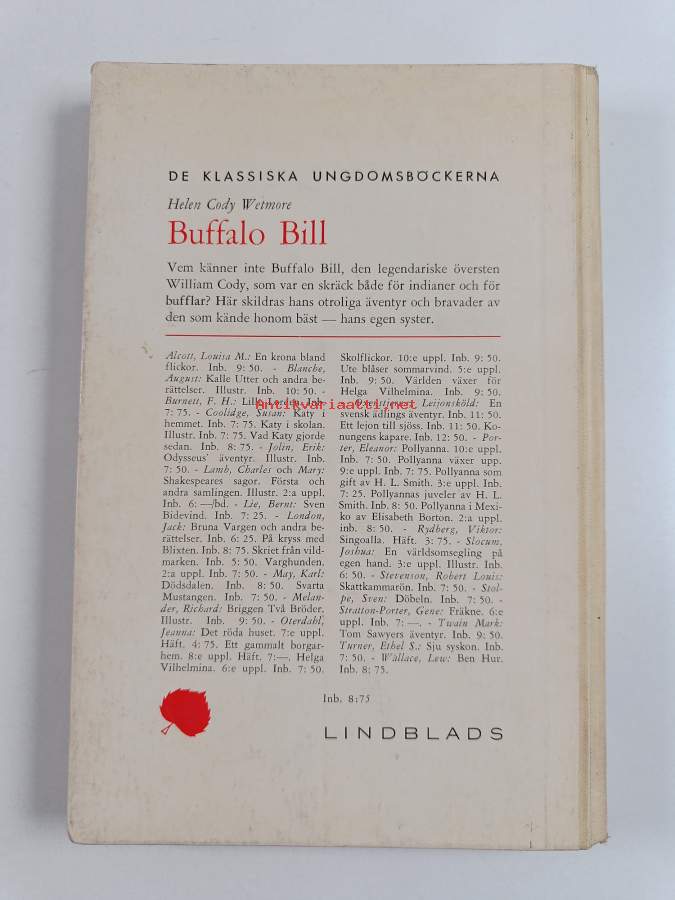 DE KLASSISKA UNGDOMSBÖCKERNA
Helen Cody Wetmore
Buffalo Bill
Vem känner inte Buffalo Bill, den legendariske översten
William Cody, som var en skräck både för indianer och för
bufflar? Här skildras hans otroliga äventyr och bravader av
den som kände honom bäst — hans egen syster.
Alcott, Louisa M.: En krona bland
flickor. Inb. 9: 50. - Blanche,
August: Kalle Utter och andra be-
rättelser. Illustr. Inb. 10: 50. -
Burnett, F. H.: Lille Lorden. Inb.
7: 75. - Coolidge, Susan: Katy i
hemmet. Inb. 7: 75. Katy i skolan.
Illustr. Inb. 7: 75. Vad Katy gjorde
sedan. Inb. 8: 75. - Jolin, Erik:
Odysseus' äventyr. Illustr. Inb.
7: 50. - Lamb, Charles och Mary:
Shakespeares sagor. Första och
andra samlingen. Illustr. 2:a uppl.
Inb. 6: —/bd. - Lie, Bernt: Sven
Bidevind. Inb. 7: 25. - London,
Jack: Bruna Vargen och andra be-
rättelser. Inb. 6: 25. På kryss med
Blixten. Inb. 8: 75. Skriet från vild-
marken. Inb. 5: 50. Varghunden.
2:a uppl. Inb. 7: 50. - May, Karl:
Dödsdalen. Inb. 8: 50. Svarta
Mustangen. Inb. 7: 50. - Melan-
der, Richard: Briggen Två Bröder.
Illustr. Inb. 9: 50. - Oterdahl,
Jeanna: Det röda huset. 7:e uppl.
Häft. 4: 75. Ett gammalt borgar-
hem. 8:e uppl. Häft. 7:—. Helga
Vilhelmina. 6:e uppl. Inb. 7: 50.
Skolflickor. 10:e uppl. Inb. 9: 50.
Ute blåser sommarvind. 5:e uppl.
Inb. 9: 50. Världen växer för
Helga Vilhelmina. Inb. 9: 50.
- Oxenstjerna, Leijonsköld: En
svensk ädlings äventyr. Inb. 11: 50.
Ett lejon till sjöss. Inb. 11: 50. Ko-
nungens kapare. Inb. 12: 50. - Por-
ter, Eleanor: Pollyanna. 10:e uppl.
Inb. 7: 50. Pollyanna växer upp.
9:e uppl. Inb. 7: 75. Pollyanna som
gift av H. L. Smith. 3:e uppl. Inb.
7: 25. Pollyannas juveler av H. L.
Smith. Inb. 8: 50. Pollyanna i Mexi-
ko av Elisabeth Borton. 2:a uppl.
inb. 8: 50. - Rydberg, Viktor:
Singoalla. Häft. 3: 75. - Slocum,
Joshua: En världsomsegling på
egen hand. 3:e uppl. Illustr. Inb.
6: 50. - Stevenson, Robert Louis:
Skattkammarön. Inb. 7: 50. - Stol-
pe, Sven: Döbeln. Inb. 7: 50. -
Stratton-Porter, Gene: Fräkne. 6:e
uppl. Inb. 7: —. - Twain Mark:
Tom Sawyers äventyr. Inb. 9: 50.
Turner, Ethel S.: Sju syskon. Inb.
7: 50. - Wallace, Lew: Ben Hur.
Inb. 8: 75.
Antikvariaatti.net
Inb. 8:75
LINDBLADS